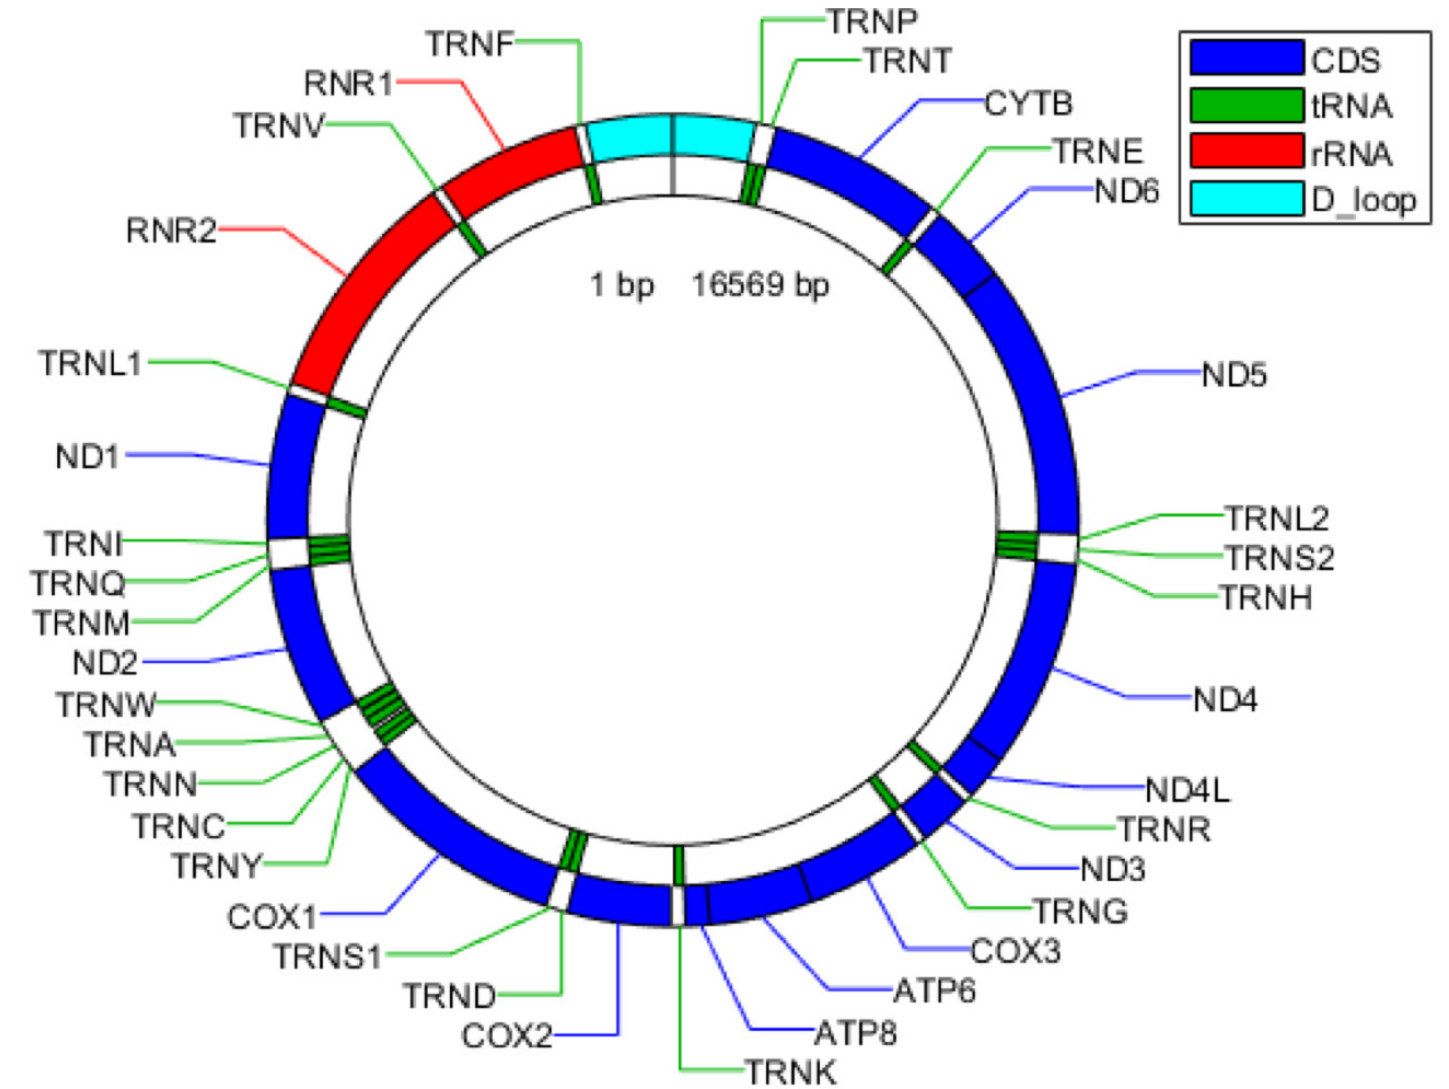 TRNP
TRNF
TRNT
CDS
RNR1
CYTB
tRNA
TRNV
TRNE
rRNA
ND6
D_loop
RNR2
1 bp 16569 bp
TRNL1
ND5
ND1
TRNL2
TRNI
TRNS2
TRNQ
TRNH
TRNM
ND2
ND4
TRNW
TRNA
TRNN
ND4L
TRNC
TRNR
TRNY
ND3
COX1
TRNG
TRNS1
COX3
TRND
ATP6
COX2
ATP8
TRNK